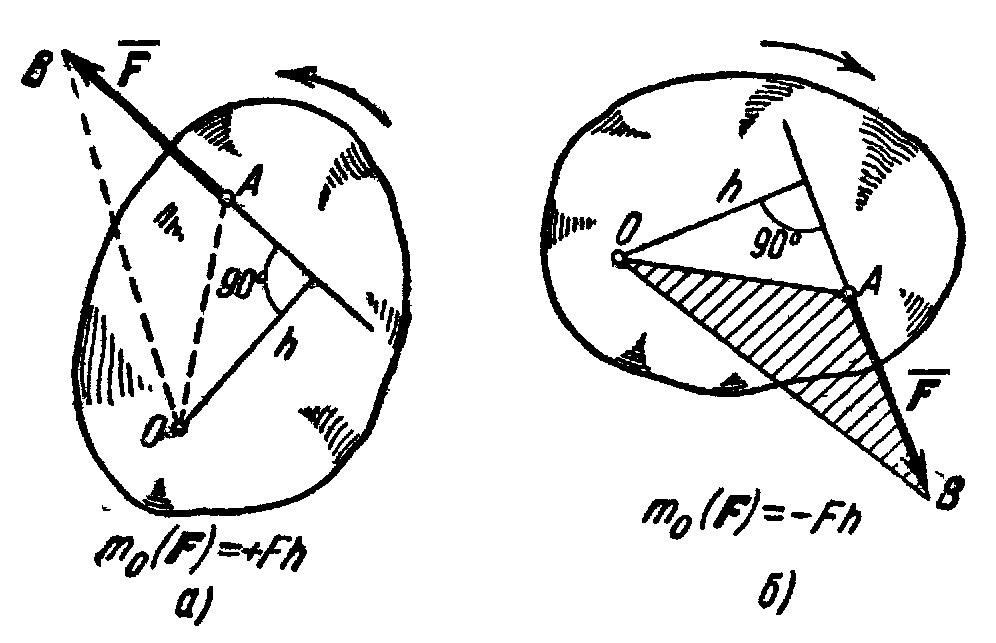 B
F̅
A
90°
h
O
m₀(F)=+Fh
а)
h
O
90°
A
F̅
B
m₀(F)=-Fh
б)